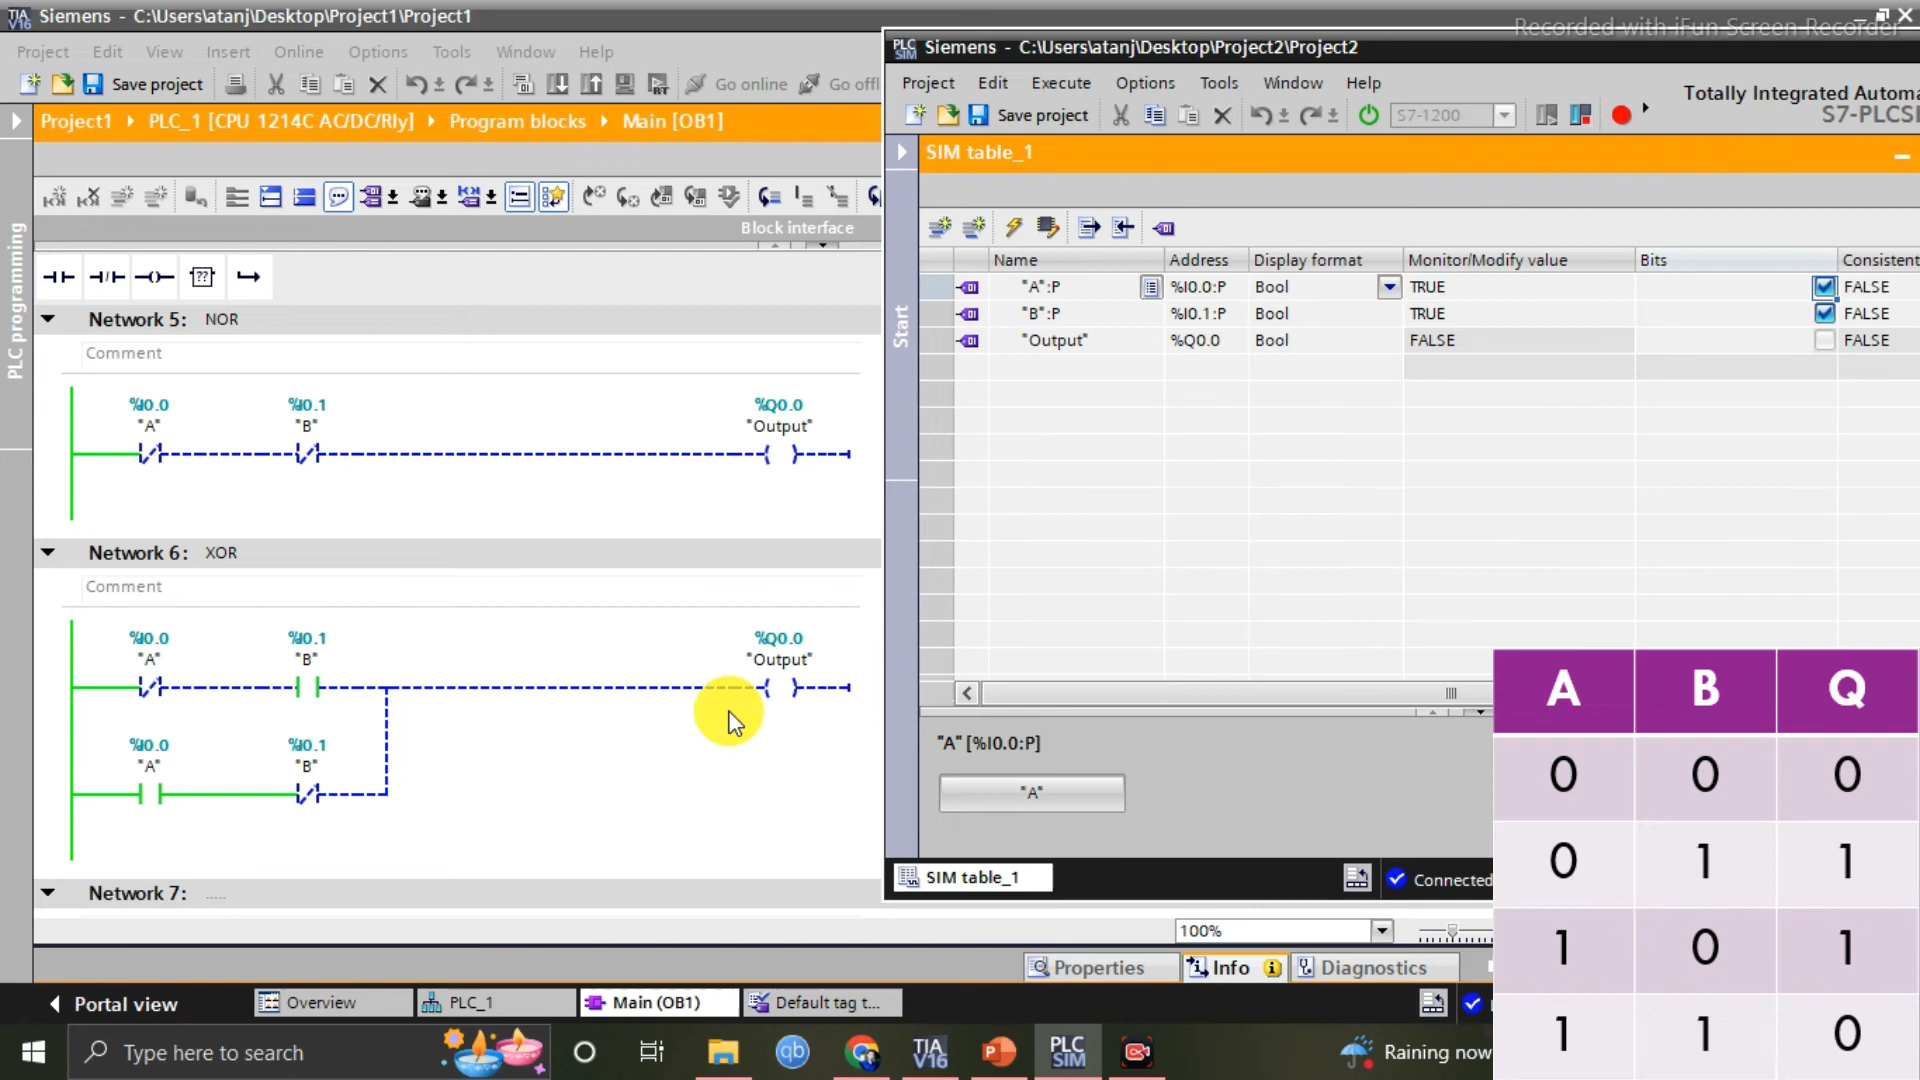 Siemens - C:\Users\atanj\Desktop\Project1\Project1
Project Edit View Insert Online Options Tools Window Help
Save project
Go online
Go offl
Project1 PLC_1 [CPU 1214C AC/DC/Rly] Program blocks Main [OB1]
Block interface
PLC programming
Network 5: NOR
Comment
%I0.0 %I0.1 %Q0.0
"A" "B" "Output"
Network 6: XOR
Comment
%I0.0 %I0.1 %Q0.0
"A" "B" "Output"
%I0.0 %I0.1
"A" "B"
Network 7: .....
100%
Properties Info Diagnostics
Portal view Overview PLC_1 Main (OB1) Default tag t...
Type here to search
Raining now
Recorded with iFun Screen Recorder
Siemens - C:\Users\atanj\Desktop\Project2\Project2
Project Edit Execute Options Tools Window Help
Totally Integrated Automa
Save project S7-1200 S7-PLCSI
SIM table_1
Start
Name Address Display format Monitor/Modify value Bits Consistent
"A":P %I0.0:P Bool TRUE FALSE
"B":P %I0.1:P Bool TRUE FALSE
"Output" %Q0.0 Bool FALSE FALSE
"A" [%I0.0:P]
"A"
SIM table_1
Connected
A B Q
0 0 0
0 1 1
1 0 1
1 1 0
TIA V16
PLC SIM